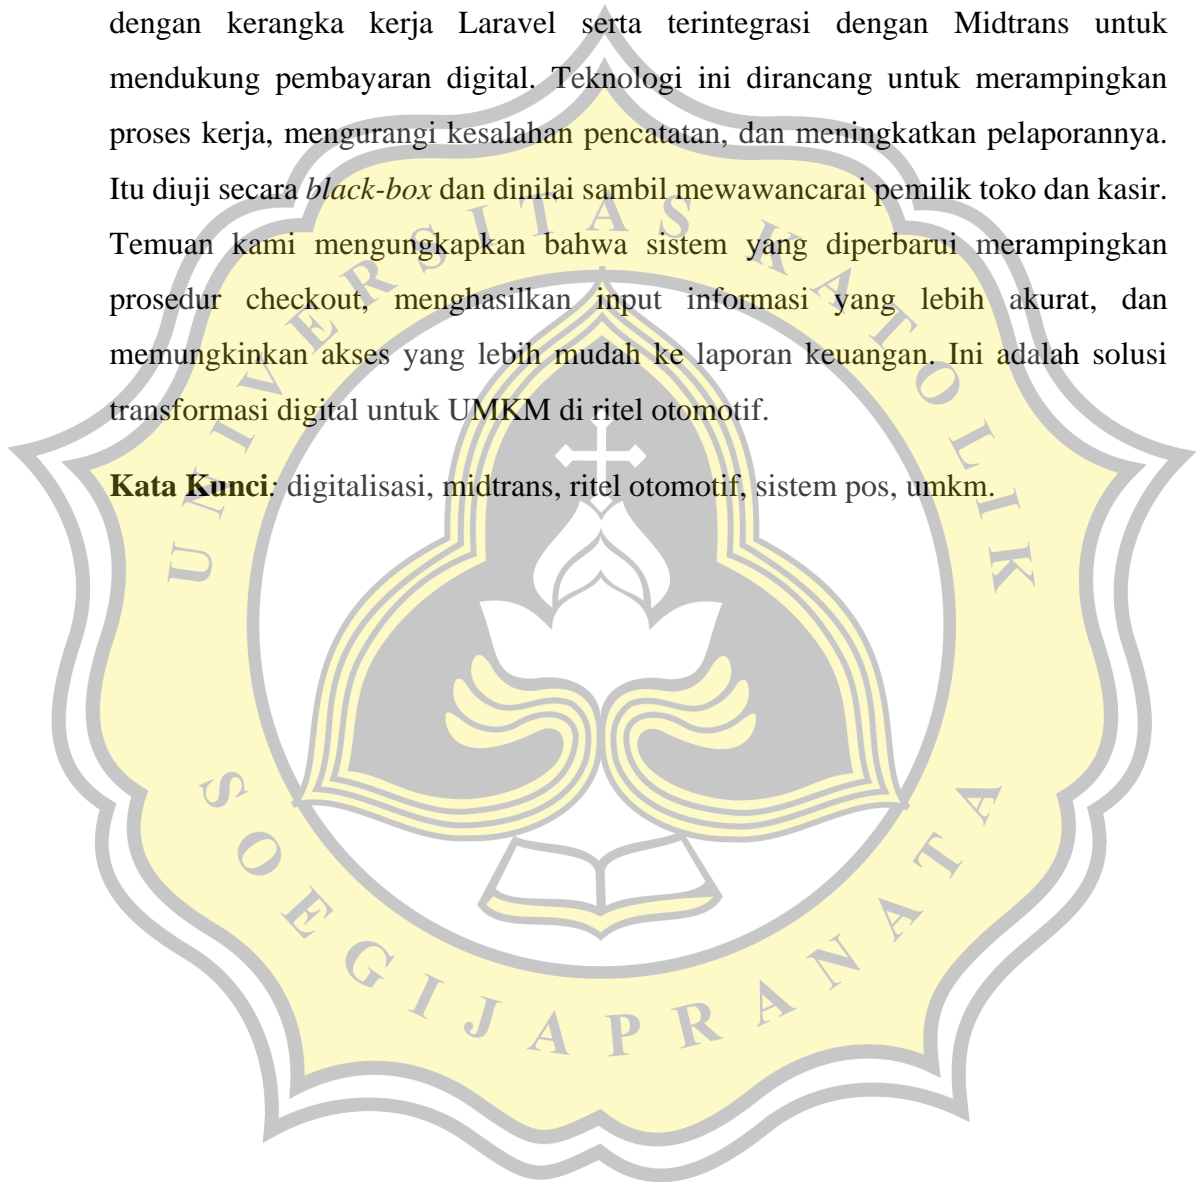 dengan kerangka kerja Laravel serta terintegrasi dengan Midtrans untuk
mendukung pembayaran digital. Teknologi ini dirancang untuk merampingkan
proses kerja, mengurangi kesalahan pencatatan, dan meningkatkan pelaporannya.
Itu diuji secara black-box dan dinilai sambil mewawancarai pemilik toko dan kasir.
Temuan kami mengungkapkan bahwa sistem yang diperbarui merampingkan
prosedur checkout, menghasilkan input informasi yang lebih akurat, dan
memungkinkan akses yang lebih mudah ke laporan keuangan. Ini adalah solusi
transformasi digital untuk UMKM di ritel otomotif.
Kata Kunci: digitalisasi, midtrans, ritel otomotif, sistem pos, umkm.
UNIVERSITAS KATOLIK
SOEGIJAPRANATA